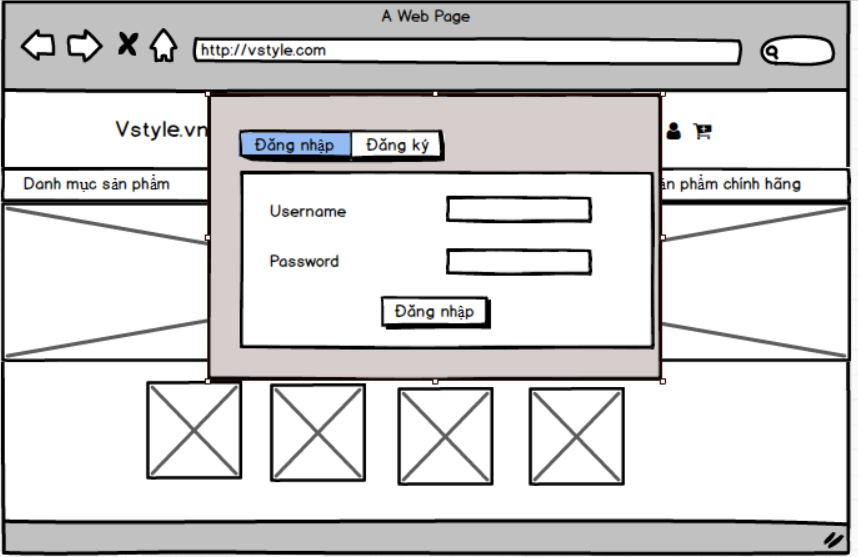 A Web Page
http://vstyle.com
Vstyle.vn
Đăng nhập Đăng ký
Danh mục sản phẩm
phẩm chính hãng
Username
Password
Đăng nhập